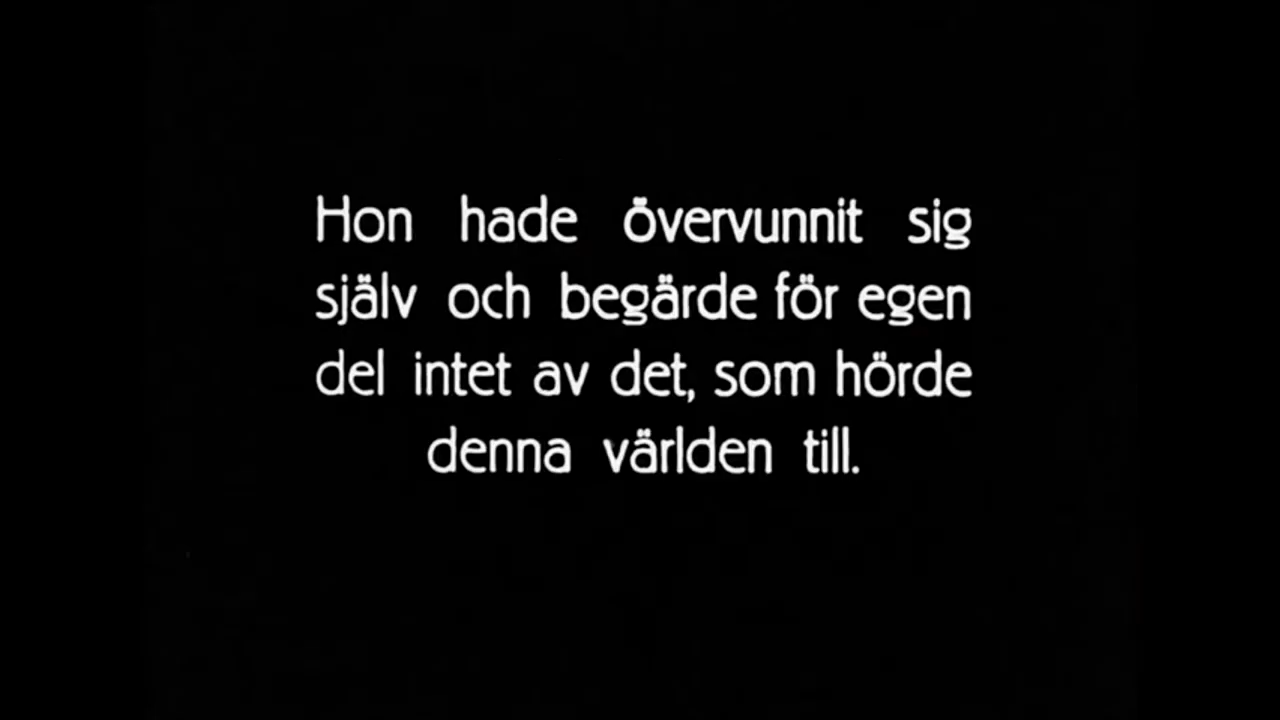 Hon hade övervunnit sig
själv och begärde för egen
del intet av det, som hörde
denna världen till.